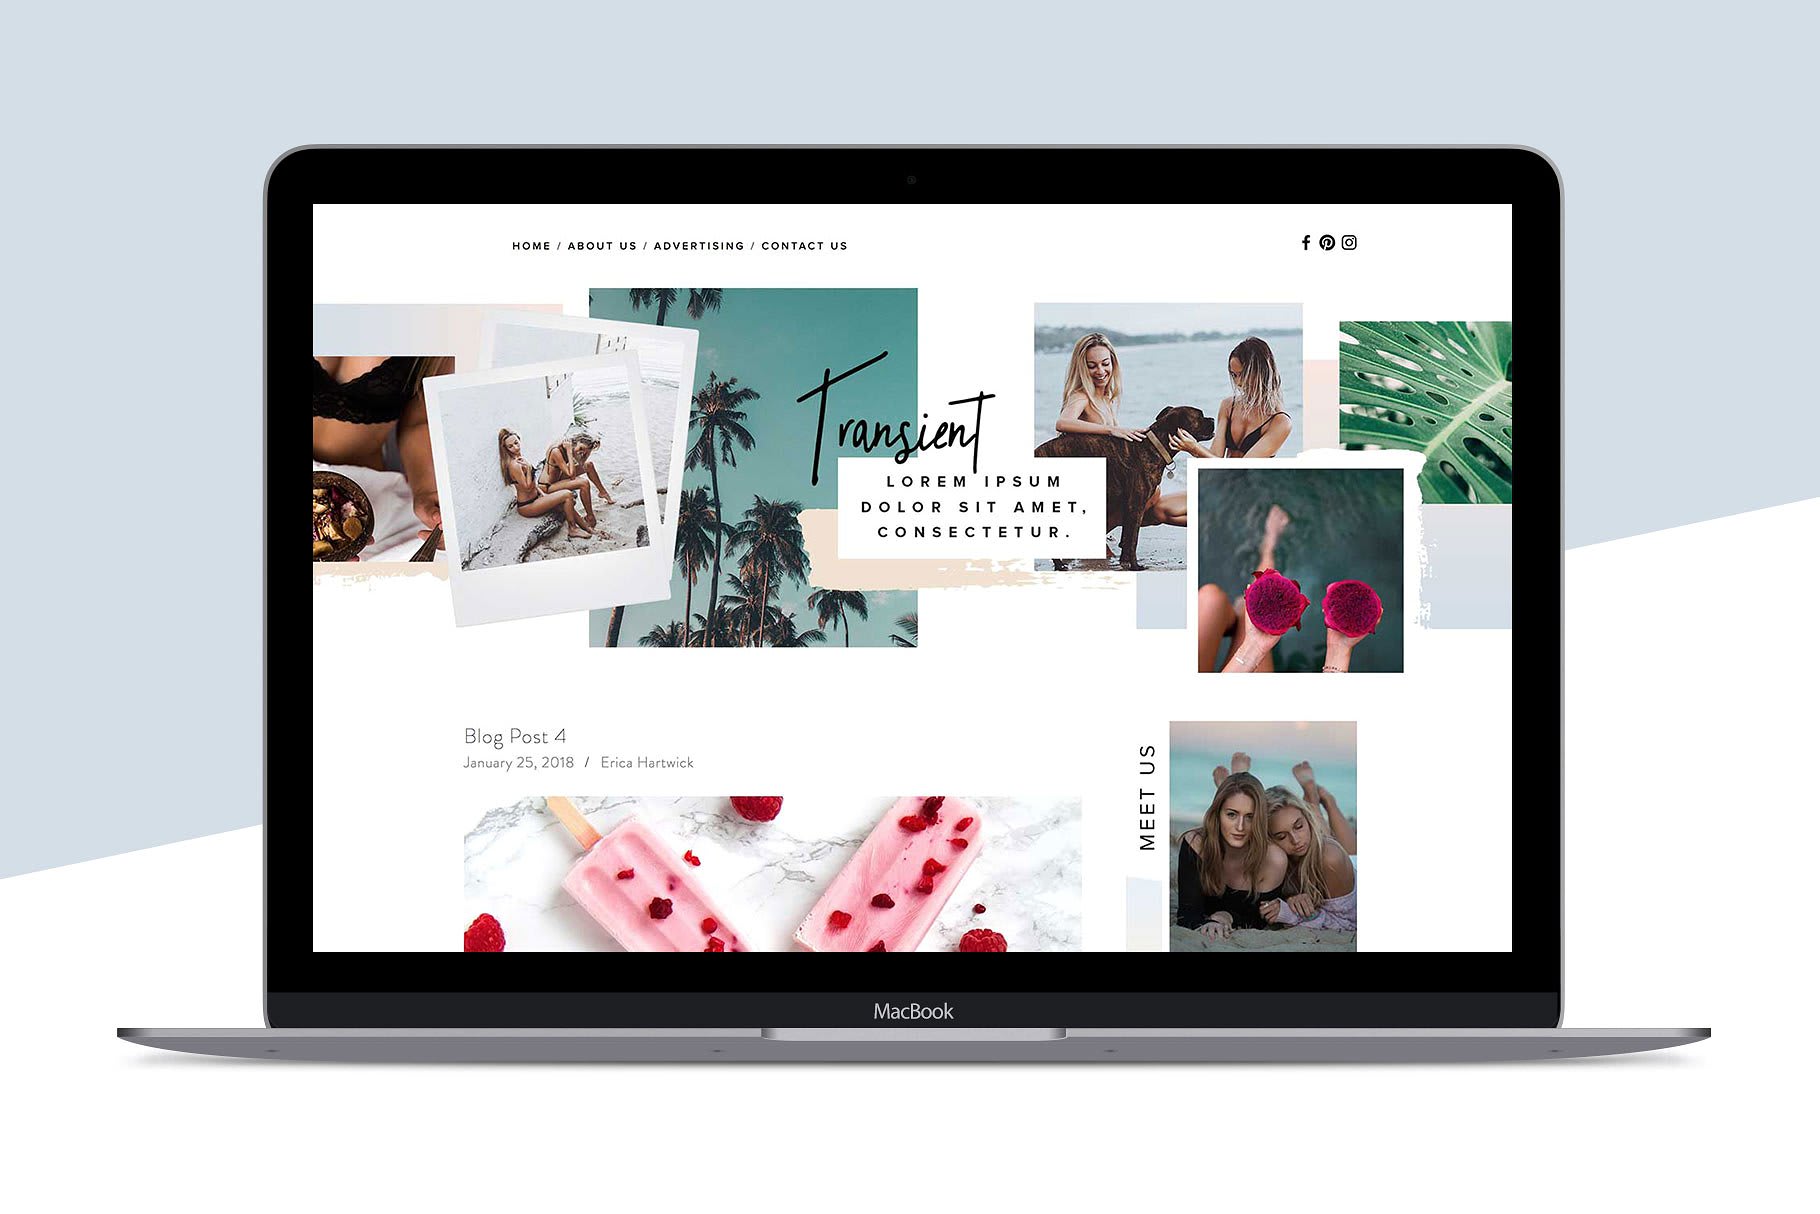 HOME / ABOUT US / ADVERTISING / CONTACT US
Transient
LOREM IPSUM
DOLOR SIT AMET,
CONSECTETUR.
Blog Post 4
January 25, 2018 / Erica Hartwick
MEET US
MacBook